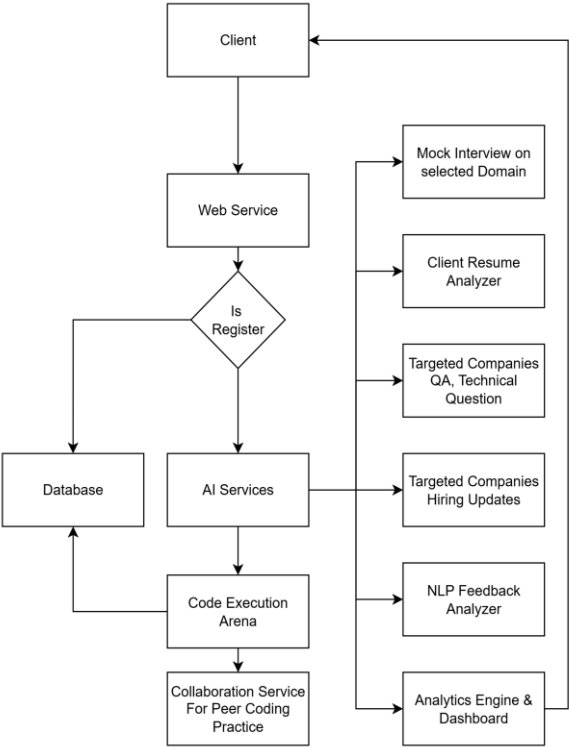 Client
Web Service
Is
Register
Database
AI Services
Code Execution
Arena
Collaboration Service
For Peer Coding
Practice
Mock Interview on
selected Domain
Client Resume
Analyzer
Targeted Companies
QA, Technical
Question
Targeted Companies
Hiring Updates
NLP Feedback
Analyzer
Analytics Engine &
Dashboard